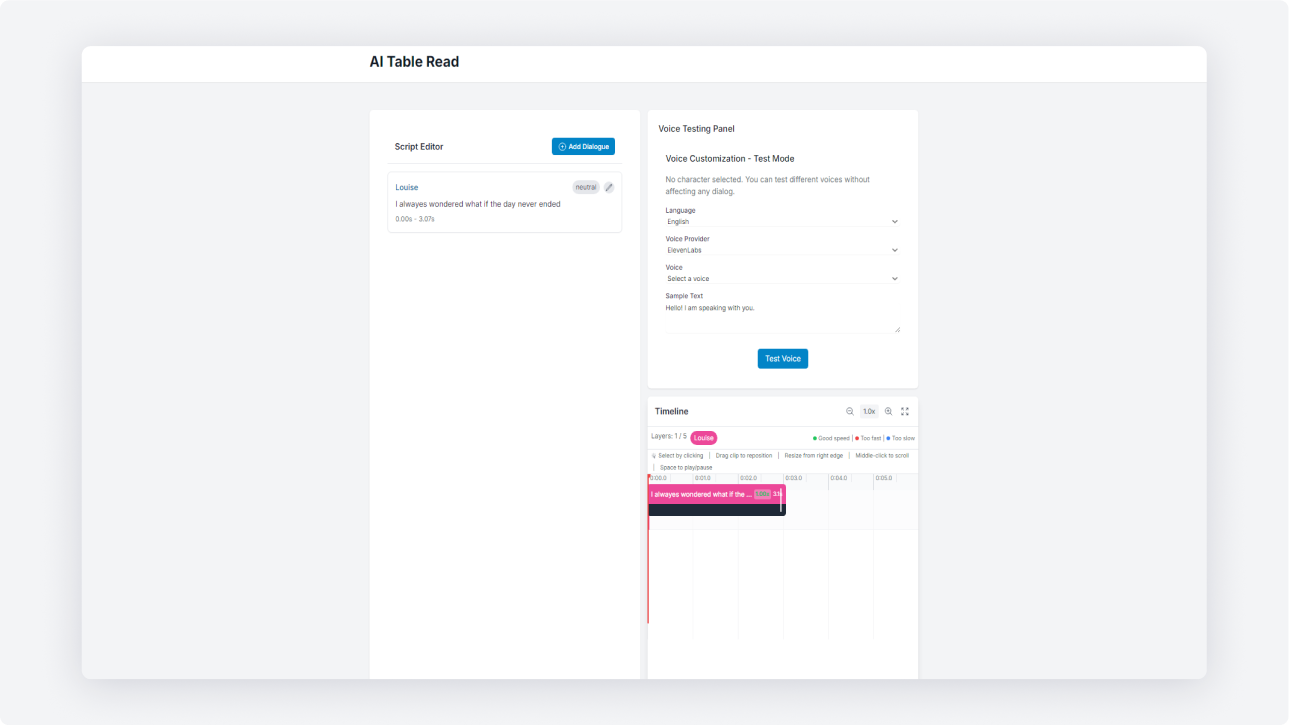 AI Table Read
Script Editor
Add Dialogue
Louise
neutral
I alwayes wondered what if the day never ended
0.00s - 3.07s
Voice Testing Panel
Voice Customization - Test Mode
No character selected. You can test different voices without
affecting any dialog.
Language
English
Voice Provider
ElevenLabs
Voice
Select a voice
Sample Text
Hello! I am speaking with you.
Test Voice
Timeline
1.0x
Layers: 1 / 5
Louise
Good speed | Too fast | Too slow
Select by clicking | Drag clip to reposition | Resize from right edge | Middle-click to scroll
| Space to play/pause
0:00.0 0:01.0 0:02.0 0:03.0 0:04.0 0:05.0
I alwayes wondered what if the ...
3.1s